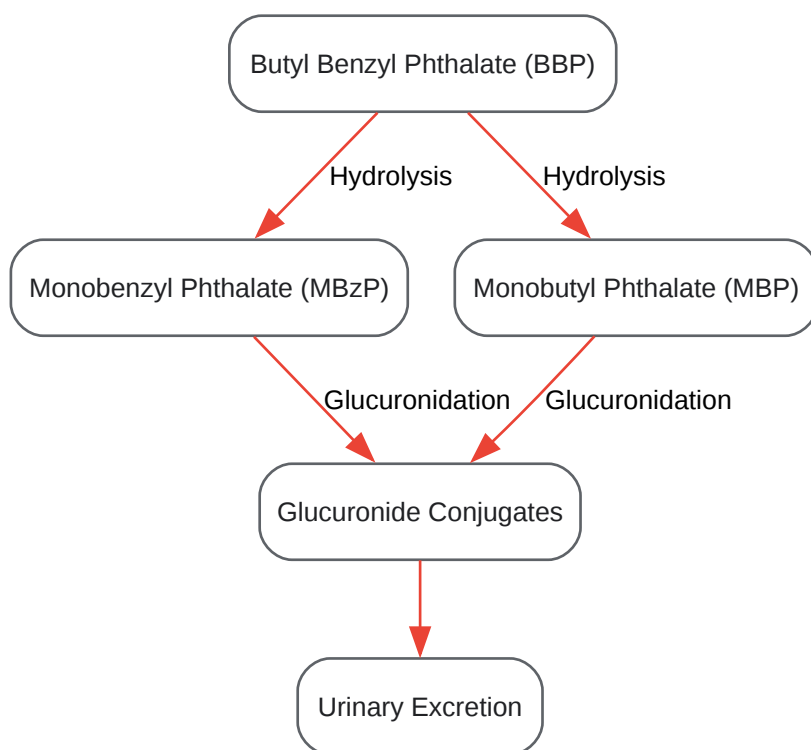 Butyl Benzyl Phthalate (BBP)
Hydrolysis
Hydrolysis
Monobenzyl Phthalate (MBzP)
Monobutyl Phthalate (MBP)
Glucuronidation
Glucuronidation
Glucuronide Conjugates
Urinary Excretion